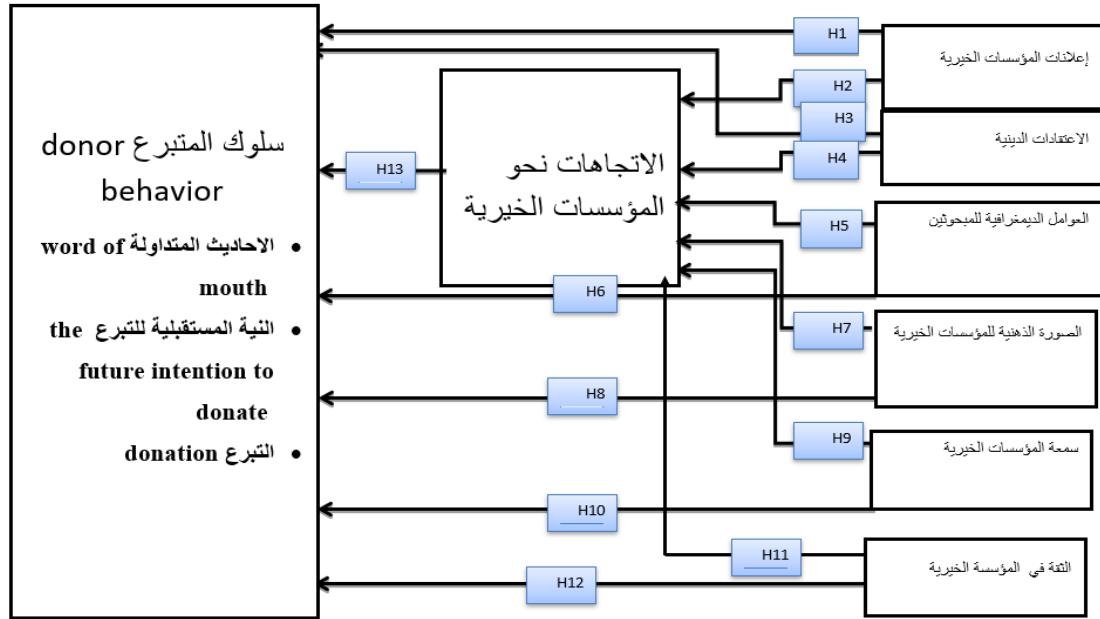 سلوك المتبرع donor
behavior
الاحاديث المتداولة word of
mouth
النية المستقبلية للتبرع the
future intention to
donate
التبرع donation
الاتجاهات نحو
المؤسسات الخيرية
إعلانات المؤسسات الخيرية
الاعتقادات الدينية
العوامل الديمغرافية للمبحوثين
الصورة الذهنية للمؤسسات الخيرية
سمعة المؤسسات الخيرية
الثقة في المؤسسة الخيرية
H1
H2
H3
H4
H5
H6
H7
H8
H9
H10
H11
H12
H13